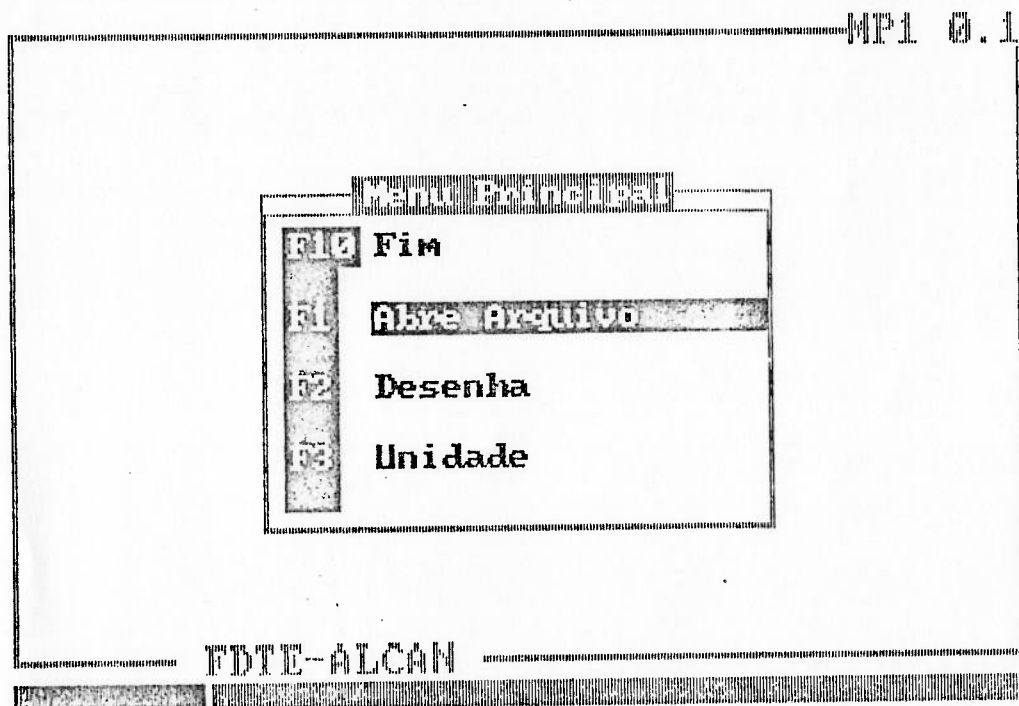 MP1 0.1
Menu Principal
F10 Fim
F1 Abre Arquivo
F2 Desenha
F3 Unidade
FDTE-ALCAN